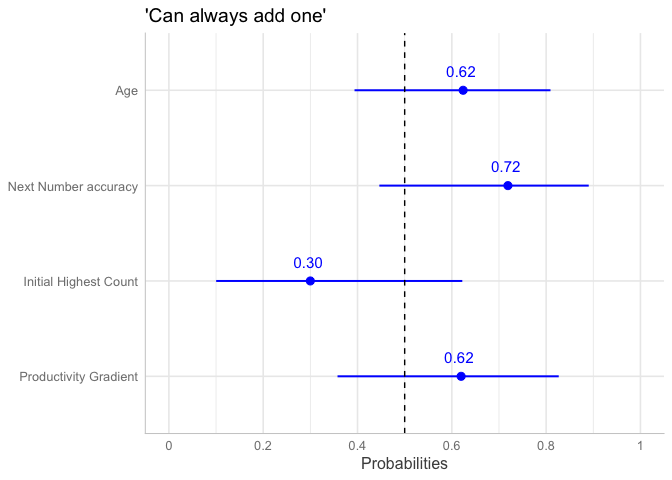 'Can always add one'
0.62
Age
0.72
Next Number accuracy
0.30
Initial Highest Count
0.62
Productivity Gradient
0 0.2 0.4 0.6 0.8 1
Probabilities